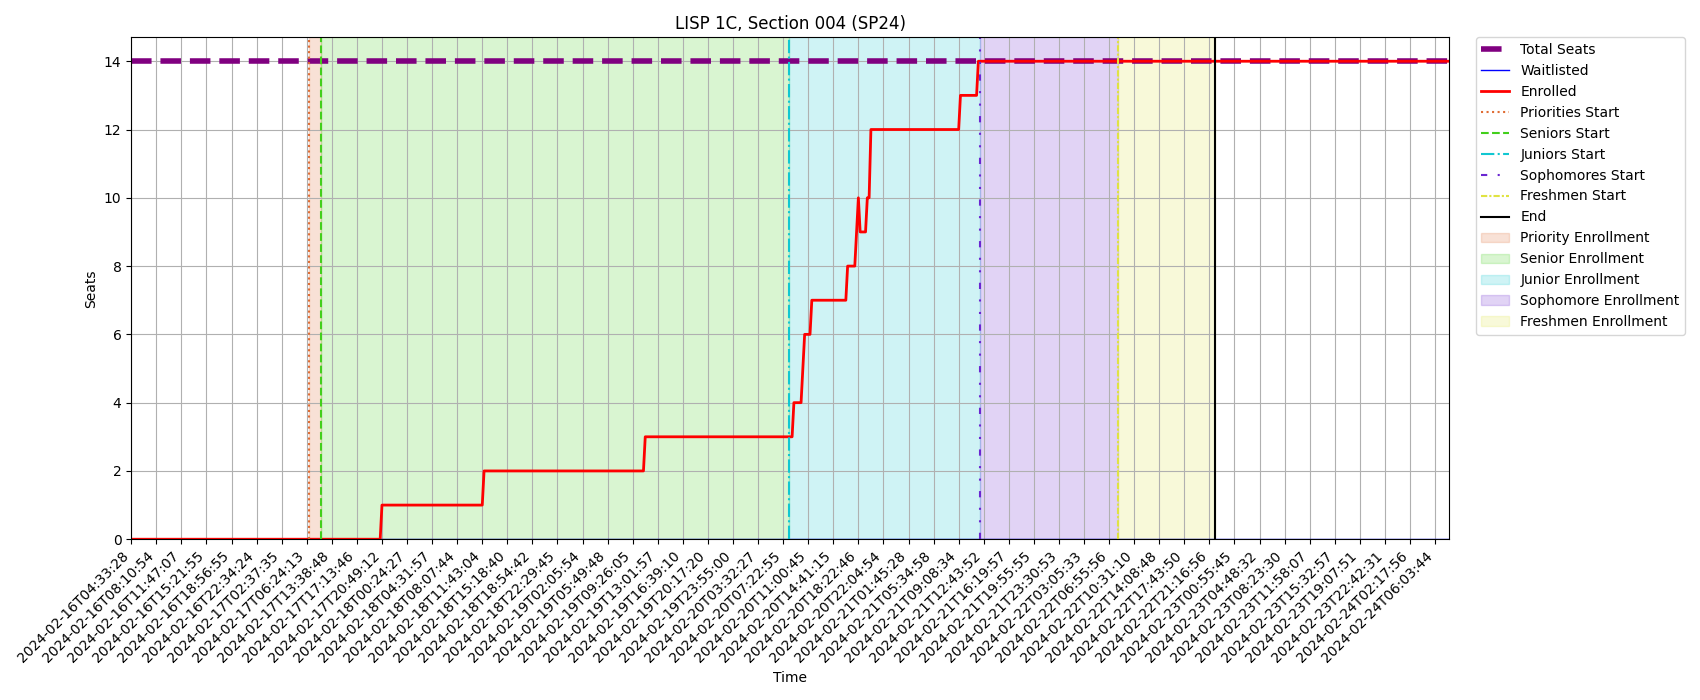 LISP 1C, Section 004 (SP24)
Seats
14
12
10
8
6
4
2
0
2024-02-16T04:33:28
2024-02-16T08:10:54
2024-02-16T11:47:07
2024-02-16T15:21:55
2024-02-16T18:56:55
2024-02-16T22:34:24
2024-02-17T02:37:35
2024-02-17T06:24:13
2024-02-17T13:38:48
2024-02-17T17:13:46
2024-02-17T20:49:12
2024-02-18T00:24:27
2024-02-18T04:31:57
2024-02-18T08:07:44
2024-02-18T11:43:04
2024-02-18T15:18:40
2024-02-18T18:54:42
2024-02-18T22:29:45
2024-02-19T02:05:54
2024-02-19T05:49:48
2024-02-19T09:26:05
2024-02-19T13:01:57
2024-02-19T16:39:10
2024-02-19T20:17:20
2024-02-19T23:55:00
2024-02-20T03:32:27
2024-02-20T07:22:55
2024-02-20T11:00:45
2024-02-20T14:41:15
2024-02-20T18:22:46
2024-02-20T22:04:54
2024-02-21T01:45:28
2024-02-21T05:34:58
2024-02-21T09:08:34
2024-02-21T12:43:52
2024-02-21T16:19:57
2024-02-21T19:55:55
2024-02-21T23:30:53
2024-02-22T03:05:33
2024-02-22T06:55:56
2024-02-22T10:31:10
2024-02-22T14:08:48
2024-02-22T17:43:50
2024-02-22T21:16:56
2024-02-23T00:55:45
2024-02-23T04:48:32
2024-02-23T08:23:30
2024-02-23T11:58:07
2024-02-23T15:32:57
2024-02-23T19:07:51
2024-02-23T22:42:31
2024-02-24T02:17:56
2024-02-24T06:03:44
Time
Total Seats
Waitlisted
Enrolled
Priorities Start
Seniors Start
Juniors Start
Sophomores Start
Freshmen Start
End
Priority Enrollment
Senior Enrollment
Junior Enrollment
Sophomore Enrollment
Freshmen Enrollment